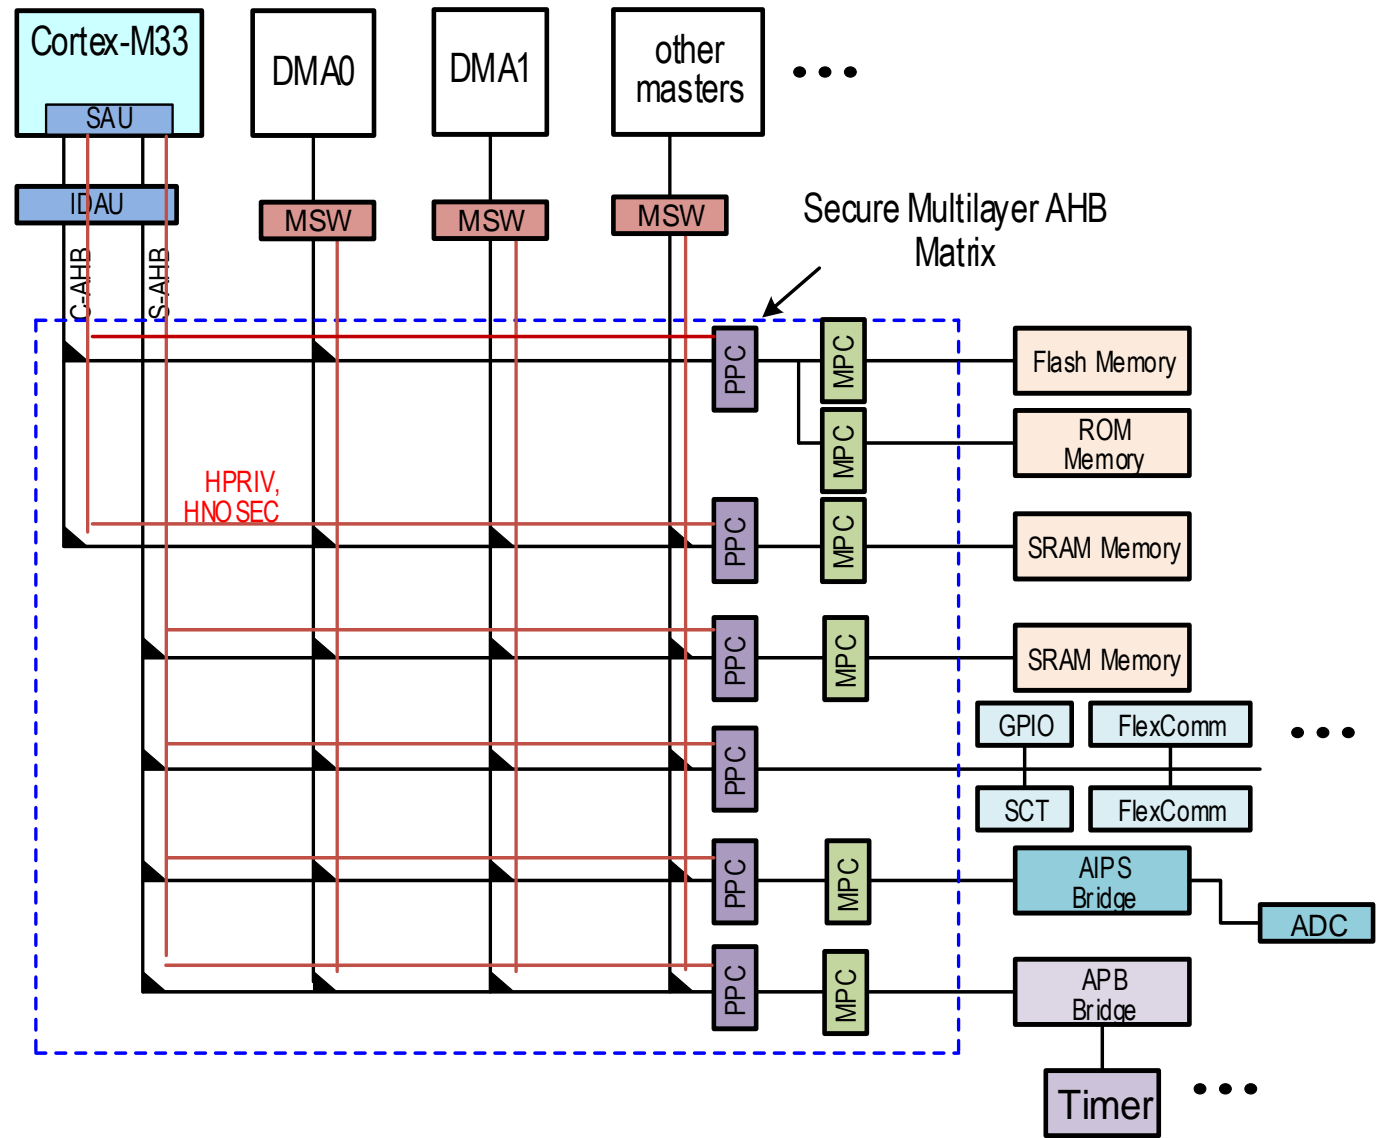 Cortex-M33
SAU
DMA0
DMA1
other
masters
IDAU
MSW
MSW
MSW
C-AHB
S-AHB
Secure Multilayer AHB
Matrix
PPC
MPC
Flash Memory
MPC
ROM
Memory
HPRIV,
HNOSEC
PPC
MPC
SRAM Memory
PPC
MPC
SRAM Memory
GPIO
FlexComm
PPC
SCT
FlexComm
PPC
MPC
AIPS
Bridge
ADC
PPC
MPC
APB
Bridge
Timer